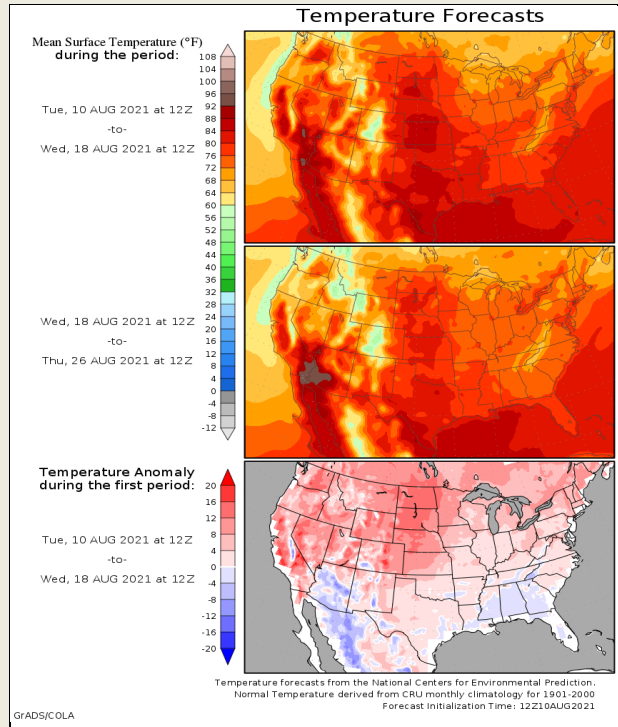 Temperature Forecasts
Mean Surface Temperature (°F)
during the period:
108
104
100
96
92
88
84
80
76
72
68
64
60
56
52
48
44
40
36
32
28
24
20
16
12
8
4
0
-4
-8
-12
Tue, 10 AUG 2021 at 12Z
-to-
Wed, 18 AUG 2021 at 12Z
Wed, 18 AUG 2021 at 12Z
-to-
Thu, 26 AUG 2021 at 12Z
Temperature Anomaly
during the first period:
20
16
12
8
4
0
-4
-8
-12
-16
-20
Tue, 10 AUG 2021 at 12Z
-to-
Wed, 18 AUG 2021 at 12Z
Temperature forecasts from the National Centers for Environmental Prediction.
Normal Temperature derived from CRU monthly climatology for 1901-2000
Forecast Initialization Time: 12Z10AUG2021
GrADS/COLA